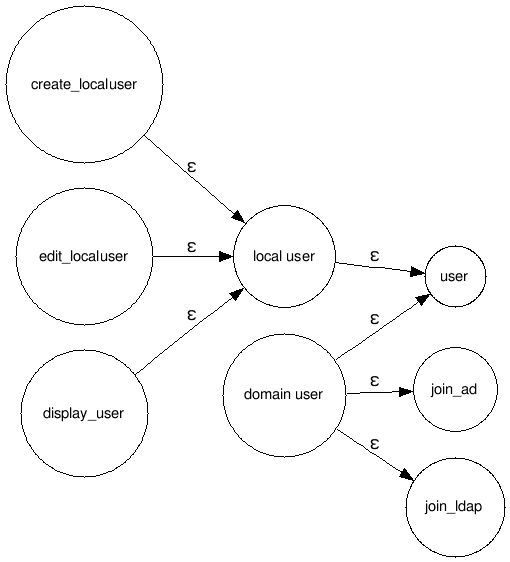 create_localuser
ε
edit_localuser
ε
local user
ε
user
ε
ε
display_user
domain user
ε
join_ad
ε
join_ldap